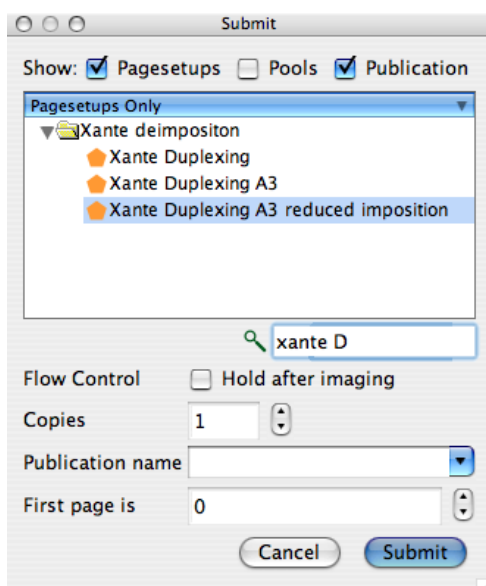 Submit
Show: Pagesetups Pools Publication
Pagesetups Only
Xante deimpositon
Xante Duplexing
Xante Duplexing A3
Xante Duplexing A3 reduced imposition
xante D
Flow Control Hold after imaging
Copies 1
Publication name
First page is 0
Cancel Submit